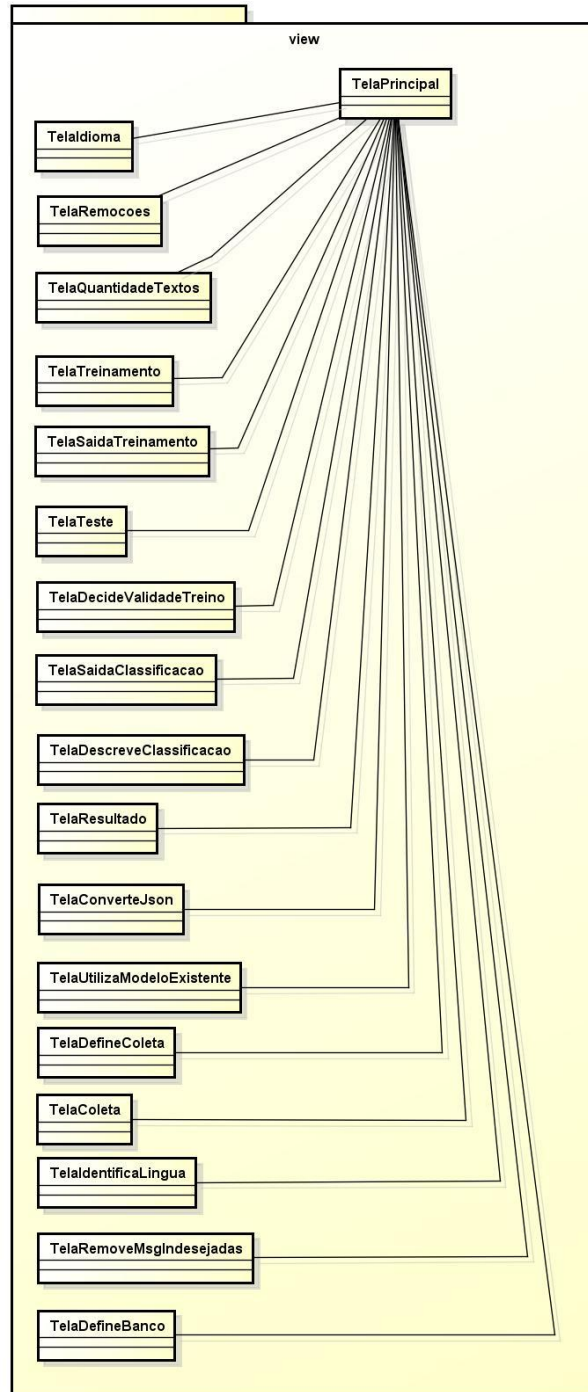 view
TelaPrincipal
TelaIdioma
TelaRemocoes
TelaQuantidadeTextos
TelaTreinamento
TelaSaidaTreinamento
TelaTeste
TelaDecideValidadeTreino
TelaSaidaClassificacao
TelaDescreveClassificacao
TelaResultado
TelaConverteJson
TelaUtilizaModeloExistente
TelaDefineColeta
TelaColeta
TelaIdentificaLingua
TelaRemoveMsgIndesejadas
TelaDefineBanco